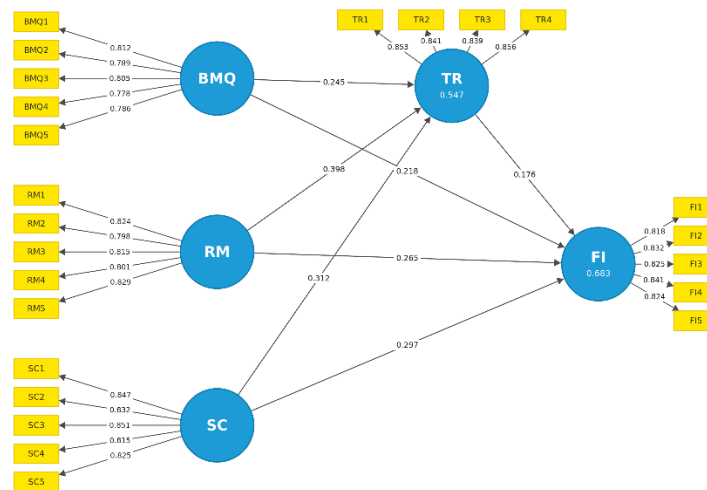 TR1 TR2 TR3 TR4
0.853 0.841 0.839 0.856
BMQ1
BMQ2
BMQ3
BMQ4
BMQ5
0.812
0.789
0.805
0.778
0.786
BMQ
0.245
TR
0.547
0.398
0.218
0.176
RM1
RM2
RM3
RM4
RM5
0.824
0.798
0.815
0.801
0.829
RM
0.265
0.312
FI
0.683
0.818
0.832
0.825
0.841
0.824
FI1
FI2
FI3
FI4
FI5
0.297
SC1
SC2
SC3
SC4
SC5
0.847
0.832
0.851
0.815
0.825
SC